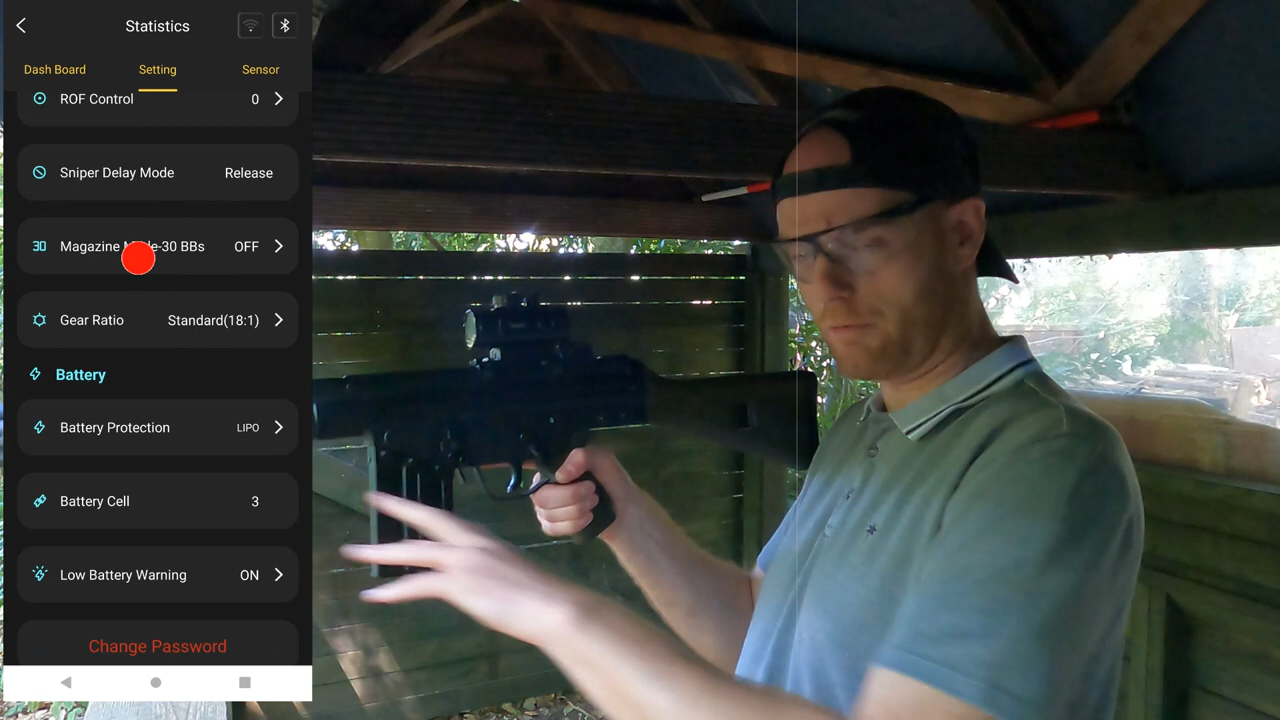 Statistics
Dash Board Setting Sensor
ROF Control 0
Sniper Delay Mode Release
30 Magazine -30 BBs OFF
Gear Ratio Standard(18:1)
Battery
Battery Protection LIPO
Battery Cell 3
Low Battery Warning ON
Change Password